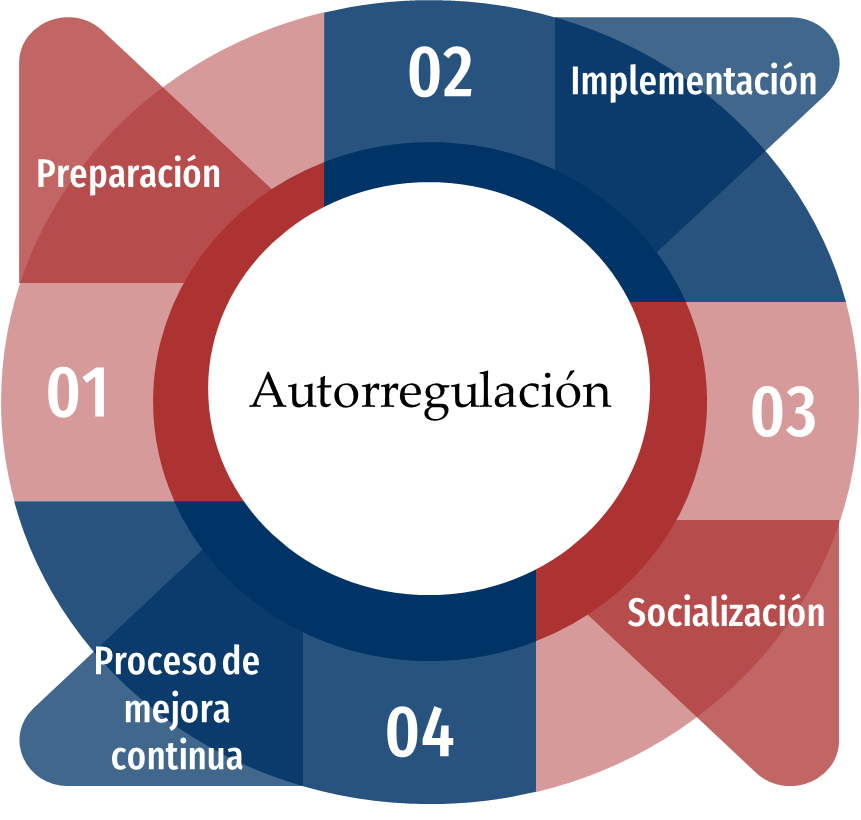 01
Preparación
02
Implementación
03
Socialización
04
Proceso de
mejora
continua
Autorregulación